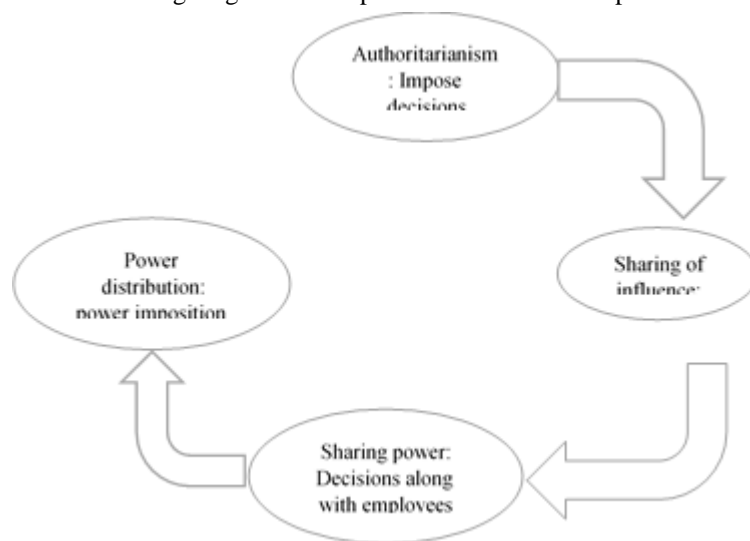 Authoritarianism
: Impose
decisions
Sharing of
influence:
Sharing power:
Decisions along
with employees
Power
distribution:
power imposition